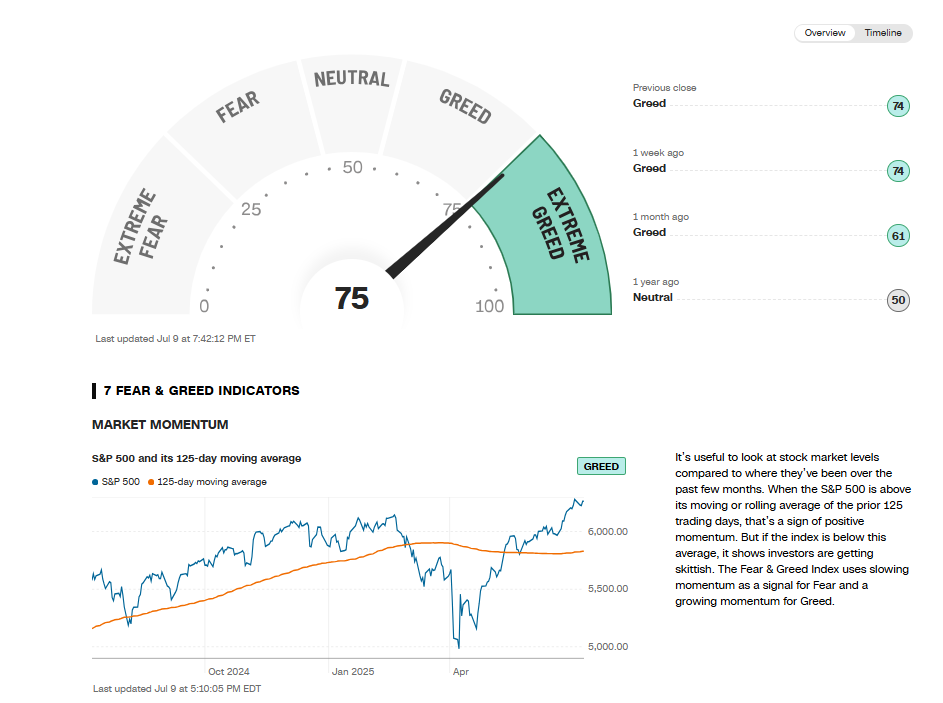 Overview
Timeline
EXTREME
FEAR
FEAR
NEUTRAL
GREED
EXTREME
GREED
0
25
50
75
100
75
Last updated Jul 9 at 7:42:12 PM ET
Previous close
Greed
74
1 week ago
Greed
74
1 month ago
Greed
61
1 year ago
Neutral
50
7 FEAR & GREED INDICATORS
MARKET MOMENTUM
S&P 500 and its 125-day moving average
GREED
S&P 500
125-day moving average
6,000.00
5,500.00
5,000.00
Oct 2024
Jan 2025
Apr
Last updated Jul 9 at 5:10:05 PM EDT
It's useful to look at stock market levels
compared to where they've been over the
past few months. When the S&P 500 is above
its moving or rolling average of the prior 125
trading days, that's a sign of positive
momentum. But if the index is below this
average, it shows investors are getting
skittish. The Fear & Greed Index uses slowing
momentum as a signal for Fear and a
growing momentum for Greed.